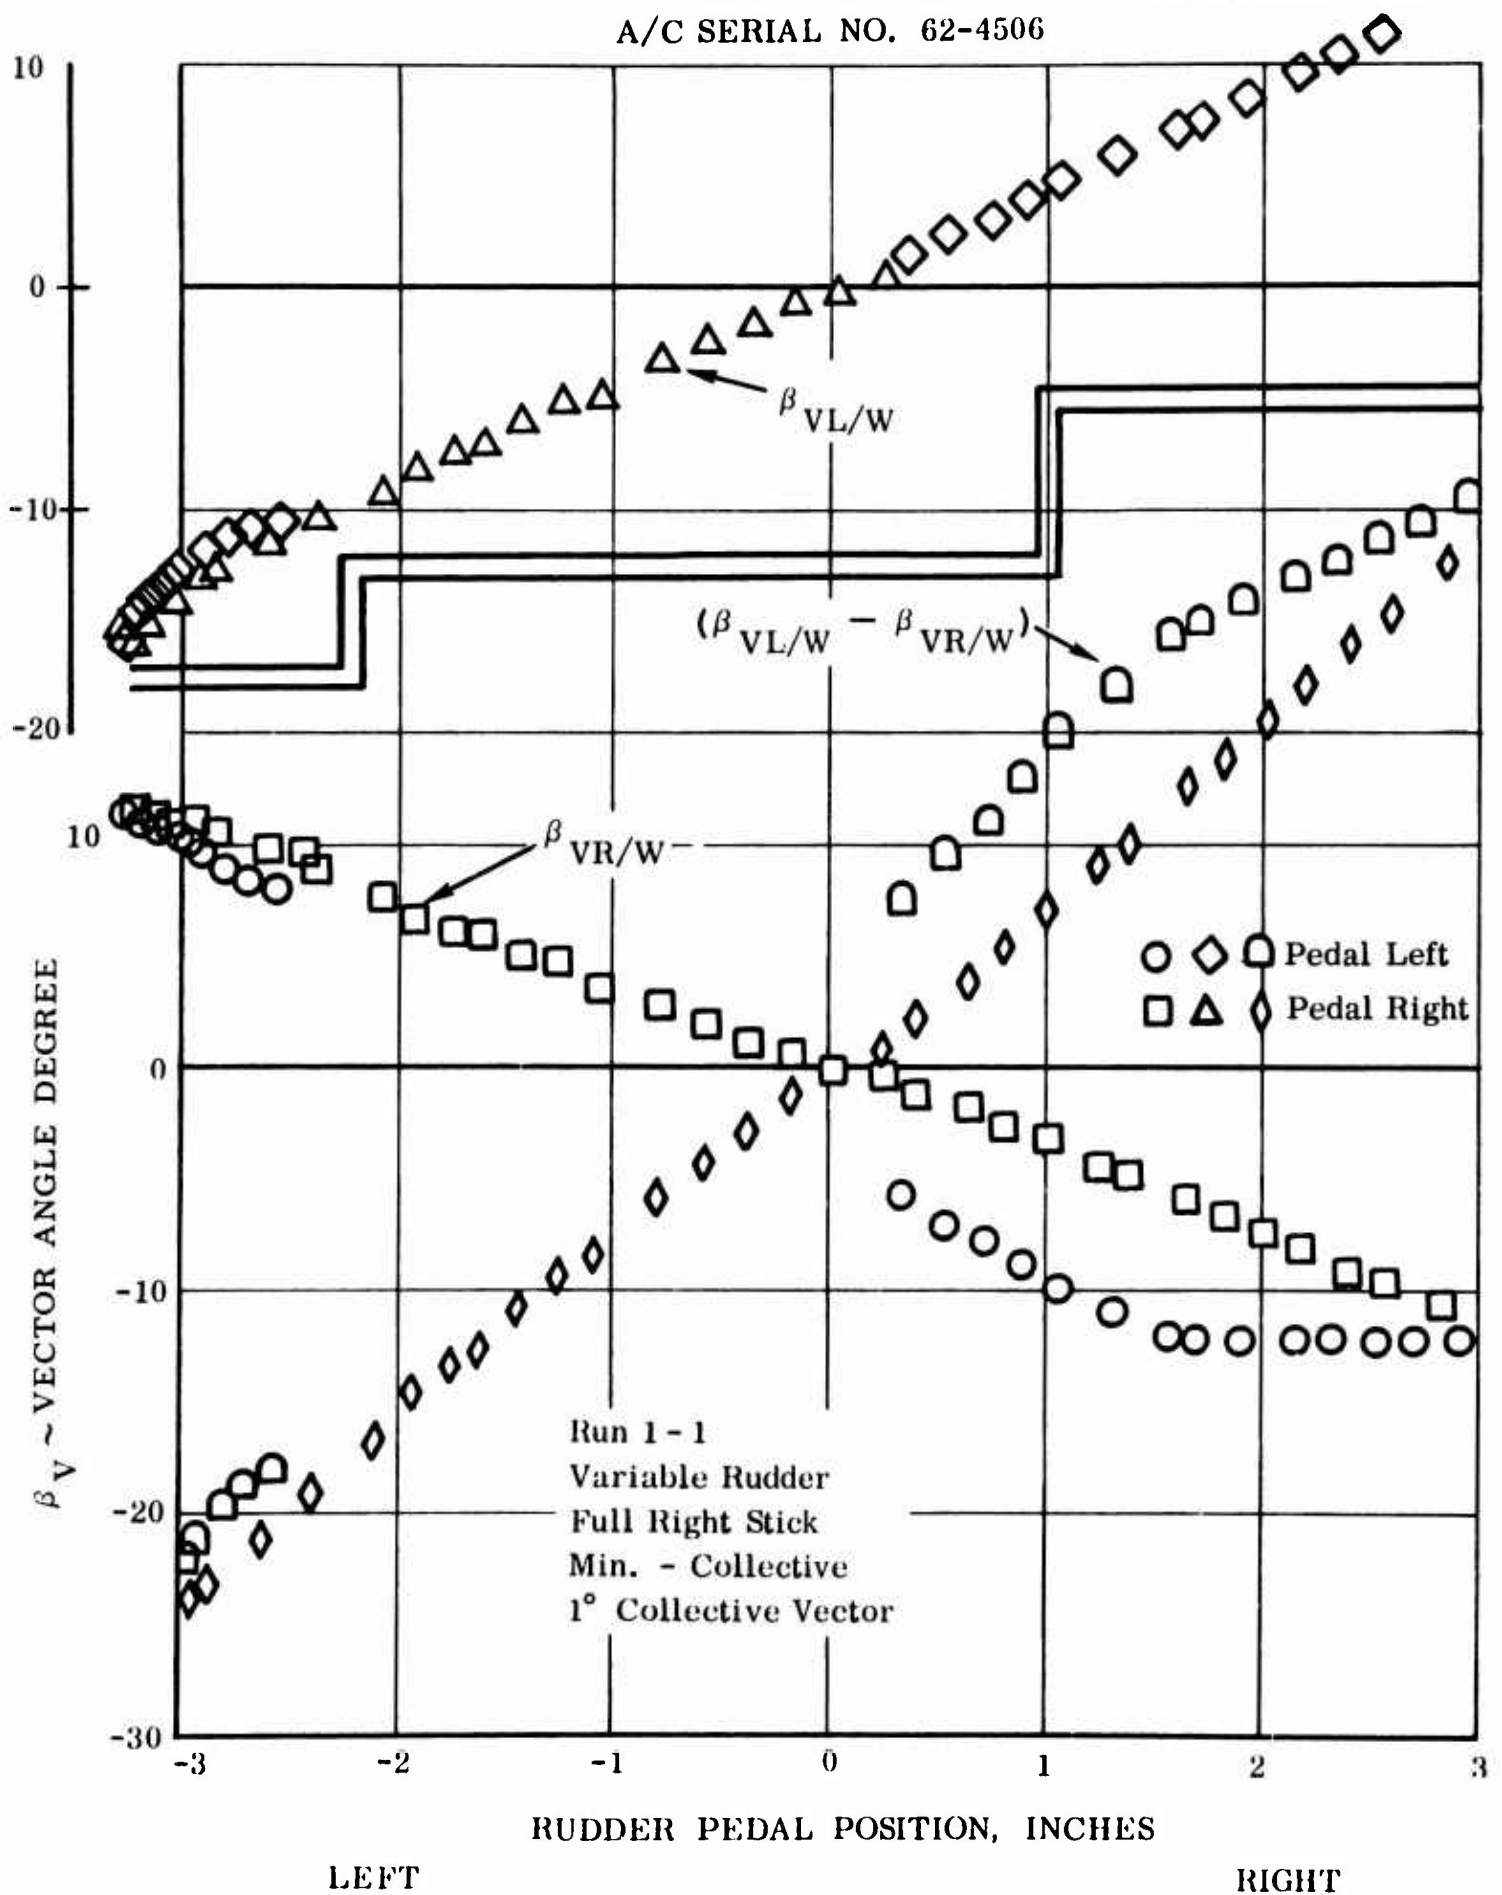 A/C SERIAL NO. 62-4506
10
0
-10
-20
β VL/W
(β VL/W - β VR/W)
10
β VR/W
Pedal Left
Pedal Right
0
-10
-20
-30
βV ~ VECTOR ANGLE DEGREE
Run 1-1
Variable Rudder
Full Right Stick
Min. - Collective
1° Collective Vector
-3 -2 -1 0 1 2 3
RUDDER PEDAL POSITION, INCHES
LEFT RIGHT